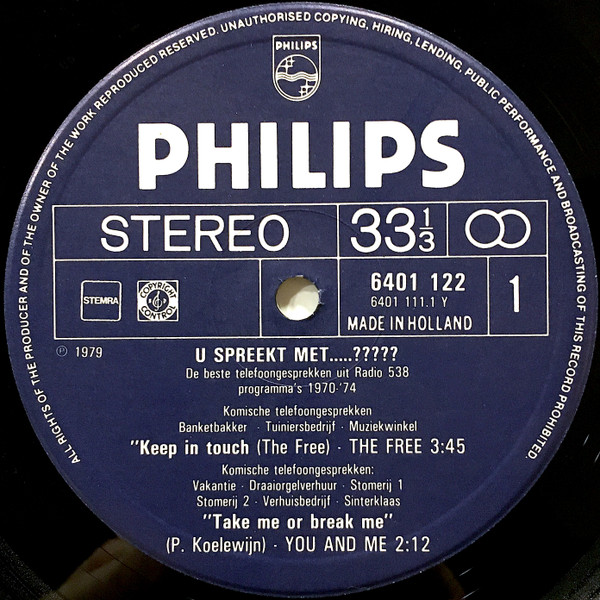 ALL RIGHTS OF THE PRODUCER AND OF THE OWNER OF THE WORK REPRODUCED RESERVED. UNAUTHORISED COPYING, HIRING, LENDING, PUBLIC PERFORMANCE AND BROADCASTING OF THIS RECORD PROHIBITED.
PHILIPS
PHILIPS
STEREO 33 1/3
STEMRA COPYRIGHT CONTROL 6401 122 1
6401 111.1 Y
MADE IN HOLLAND
℗ 1979 U SPREEKT MET.....?????
De beste telefoongesprekken uit Radio 538
programma's 1970-'74
Komische telefoongesprekken
Banketbakker · Tuiniersbedrijf · Muziekwinkel
"Keep in touch (The Free) · THE FREE 3:45
Komische telefoongesprekken:
Vakantie · Draaiorgelverhuur · Stomerij 1
Stomerij 2 · Verhuisbedrijf · Sinterklaas
"Take me or break me"
(P. Koelewijn) · YOU AND ME 2:12